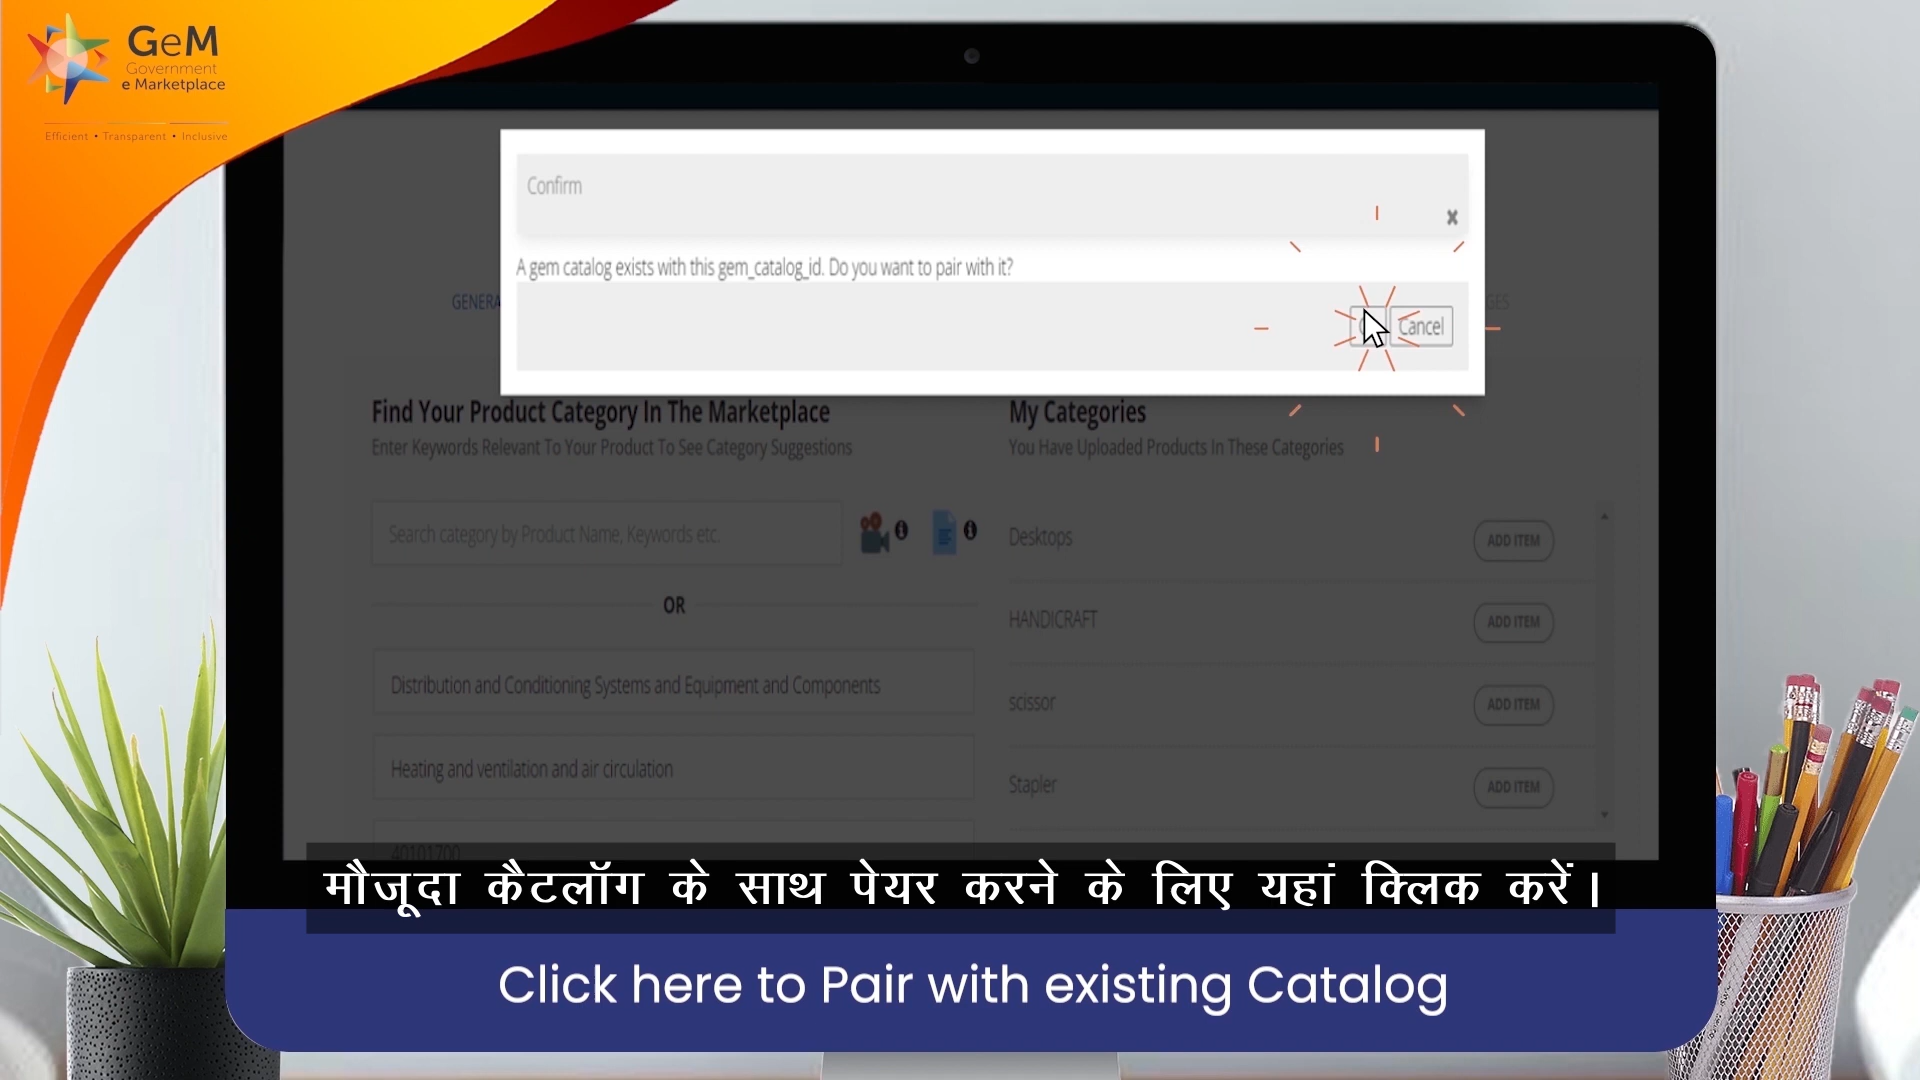 GeM
Government
e Marketplace
Efficient • Transparent • Inclusive
Confirm
x
A gem catalog exists with this gem_catalog_id. Do you want to pair with it?
Cancel
Find Your Product Category In The Marketplace
Enter Keywords Relevant To Your Product To See Category Suggestions
Search category by Product Name, Keywords etc.
OR
Distribution and Conditioning Systems and Equipment and Components
Heating and ventilation and air circulation
40101700
My Categories
You Have Uploaded Products In These Categories
Desktops ADD ITEM
HANDICRAFT ADD ITEM
scissor ADD ITEM
Stapler ADD ITEM
मौजूदा कैटलॉग के साथ पेयर करने के लिए यहां क्लिक करें।
Click here to Pair with existing Catalog